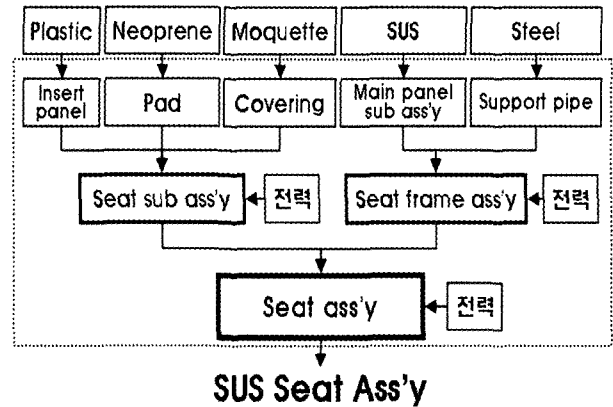 Plastic Neoprene Moquette SUS Steel
Insert panel Pad Covering Main panel sub ass'y Support pipe
Seat sub ass'y 전력 Seat frame ass'y 전력
Seat ass'y 전력
SUS Seat Ass'y